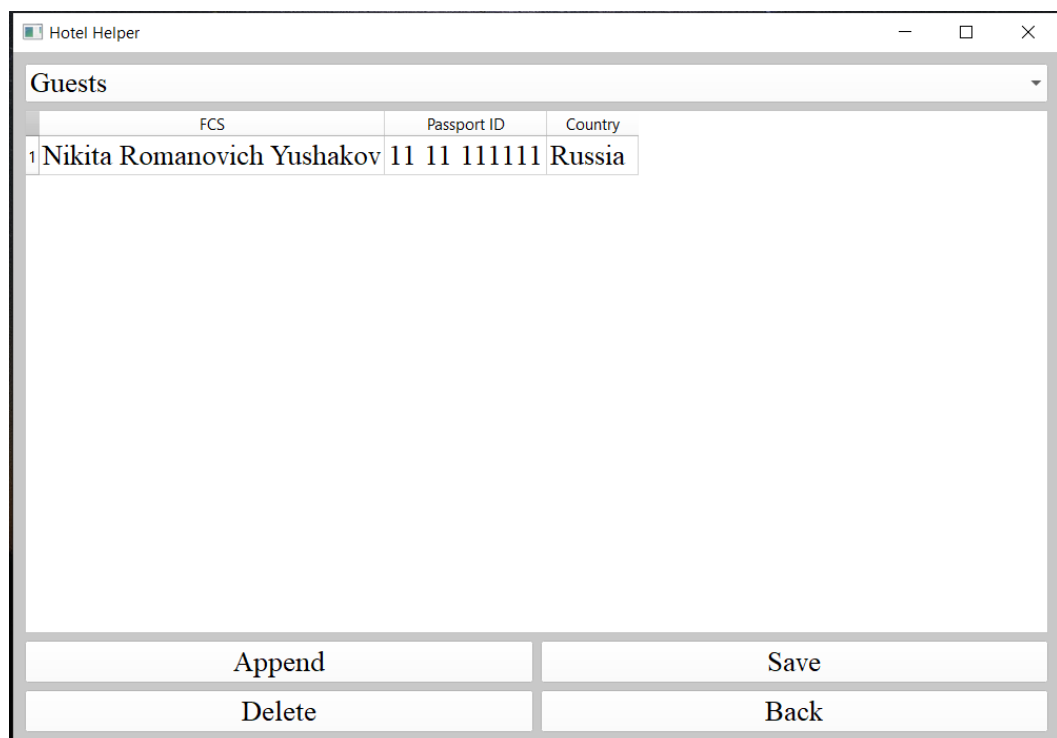 Hotel Helper
Guests
FCS Passport ID Country
1 Nikita Romanovich Yushakov 11 11 111111 Russia
Append Save
Delete Back